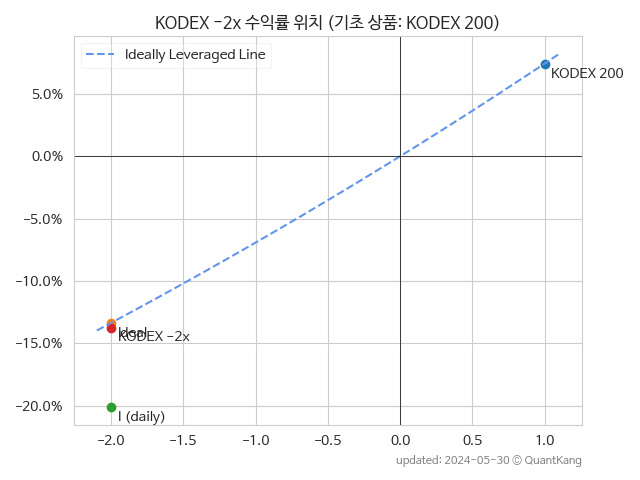 KODEX -2x 수익률 위치 (기초 상품: KODEX 200)
Ideally Leveraged Line
KODEX 200
5.0%
0.0%
-5.0%
-10.0%
-15.0%
-20.0%
Ideal
KODEX -2x
I (daily)
-2.0
-1.5
-1.0
-0.5
0.0
0.5
1.0
updated: 2024-05-30 © QuantKang